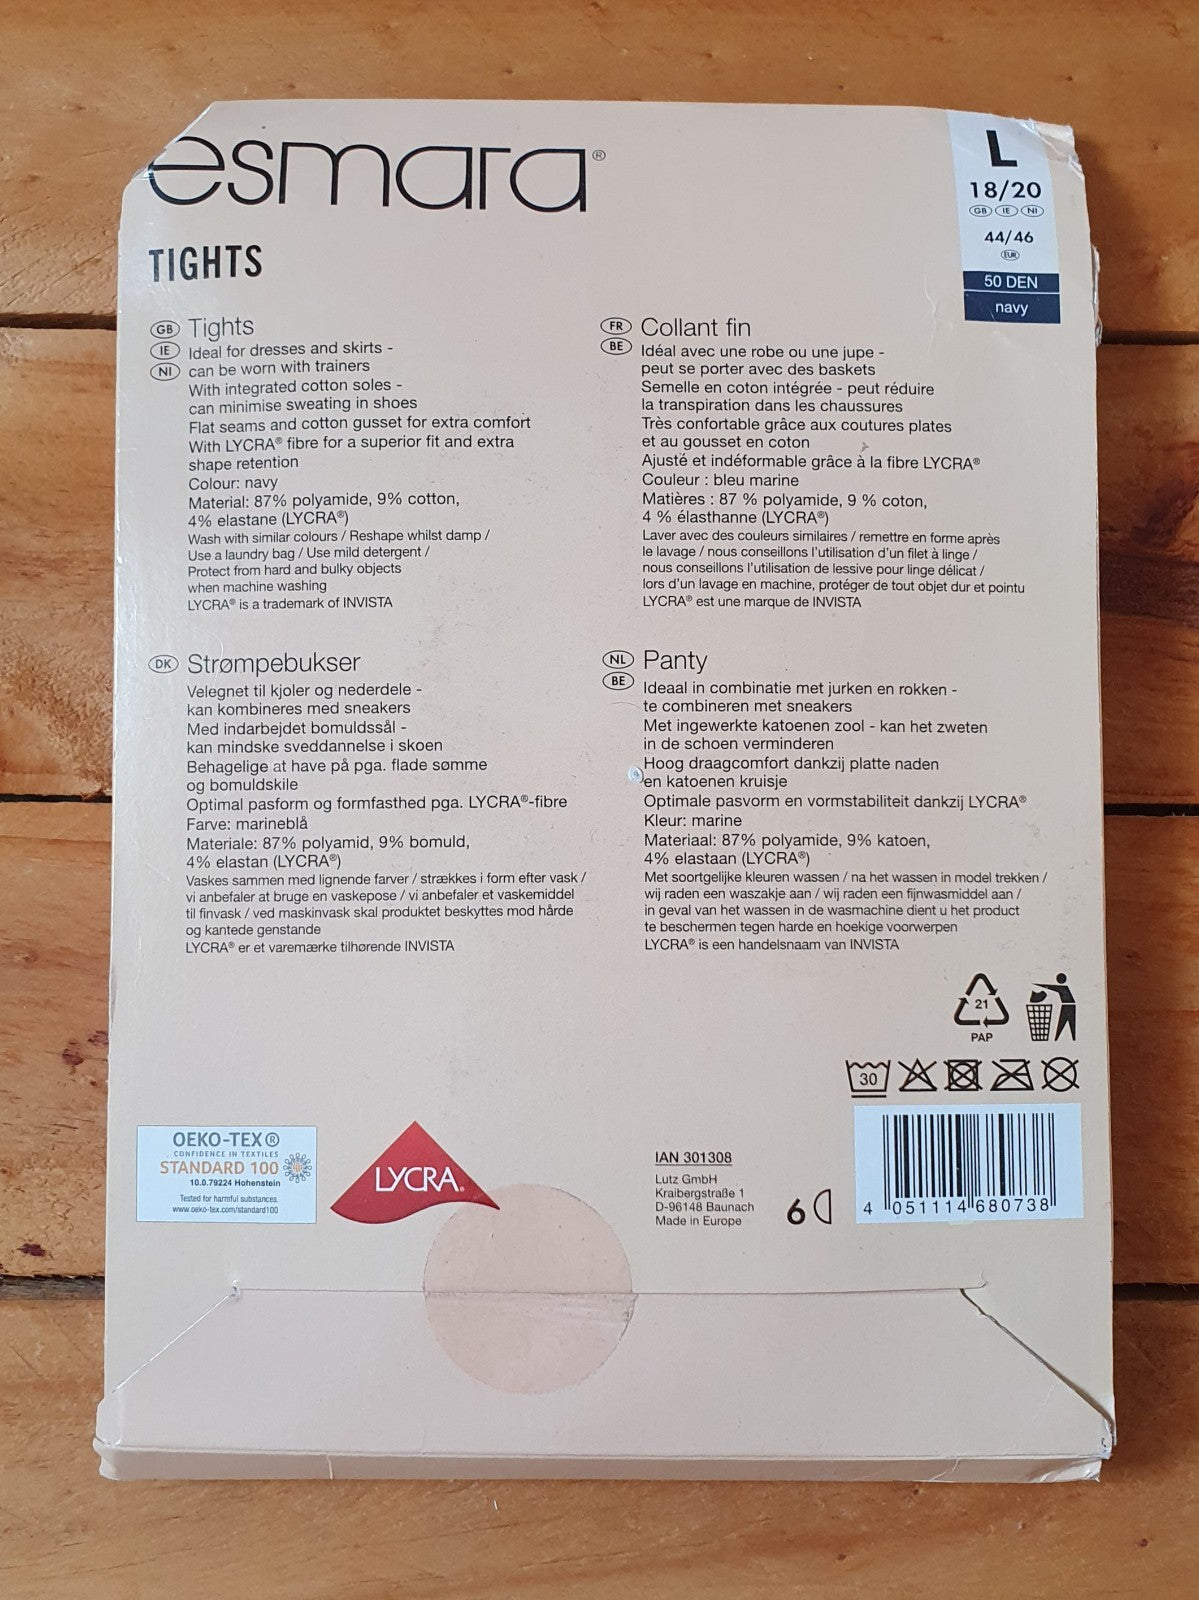 esmara®
TIGHTS
L
18/20
GB IE NI
44/46
EUR
50 DEN
navy
GB Tights
IE Ideal for dresses and skirts -
NI can be worn with trainers
With integrated cotton soles -
can minimise sweating in shoes
Flat seams and cotton gusset for extra comfort
With LYCRA® fibre for a superior fit and extra
shape retention
Colour: navy
Material: 87% polyamide, 9% cotton,
4% elastane (LYCRA®)
Wash with similar colours / Reshape whilst damp /
Use a laundry bag / Use mild detergent /
Protect from hard and bulky objects
when machine washing
LYCRA® is a trademark of INVISTA
FR Collant fin
BE Idéal avec une robe ou une jupe -
peut se porter avec des baskets
Semelle en coton intégrée - peut réduire
la transpiration dans les chaussures
Très confortable grâce aux coutures plates
et au gousset en coton
Ajusté et indéformable grâce à la fibre LYCRA®
Couleur : bleu marine
Matières : 87 % polyamide, 9 % coton,
4 % élasthanne (LYCRA®)
Laver avec des couleurs similaires / remettre en forme après
le lavage / nous conseillons l'utilisation d'un filet à linge /
nous conseillons l'utilisation de lessive pour linge délicat /
lors d'un lavage en machine, protéger de tout objet dur et pointu
LYCRA® est une marque de INVISTA
DK Strømpebukser
Velegnet til kjoler og nederdele -
kan kombineres med sneakers
Med indarbejdet bomuldssål -
kan mindske sveddannelse i skoen
Behagelige at have på pga. flade sømme
og bomuldskile
Optimal pasform og formfasthed pga. LYCRA®-fibre
Farve: marineblå
Materiale: 87% polyamid, 9% bomuld,
4% elastan (LYCRA®)
Vaskes sammen med lignende farver / strækkes i form efter vask /
vi anbefaler at bruge en vaskepose / vi anbefaler et vaskemiddel
til finvask / ved maskinvask skal produktet beskyttes mod hårde
og kantede genstande
LYCRA® er et varemærke tilhørende INVISTA
NL Panty
BE Ideaal in combinatie met jurken en rokken -
te combineren met sneakers
Met ingewerkte katoenen zool - kan het zweten
in de schoen verminderen
Hoog draagcomfort dankzij platte naden
en katoenen kruisje
Optimale pasvorm en vormstabiliteit dankzij LYCRA®
Kleur: marine
Materiaal: 87% polyamide, 9% katoen,
4% elastaan (LYCRA®)
Met soortgelijke kleuren wassen / na het wassen in model trekken /
wij raden een waszakje aan / wij raden een fijnwasmiddel aan /
in geval van het wassen in de wasmachine dient u het product
te beschermen tegen harde en hoekige voorwerpen
LYCRA® is een handelsnaam van INVISTA
21
PAP
30
OEKO-TEX®
CONFIDENCE IN TEXTILES
STANDARD 100
10.0.79224 Hohenstein
Tested for harmful substances.
www.oeko-tex.com/standard100
LYCRA®
IAN 301308
Lutz GmbH
Kraibergstraße 1
D-96148 Baunach
Made in Europe
6
4 051114 680738